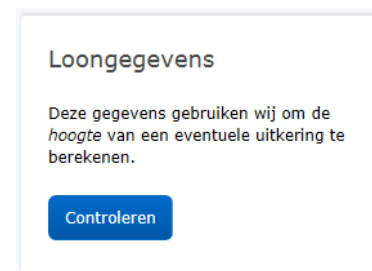 Loongegevens
Deze gegevens gebruiken wij om de
hoogte van een eventuele uitkering te
berekenen.
Controleren